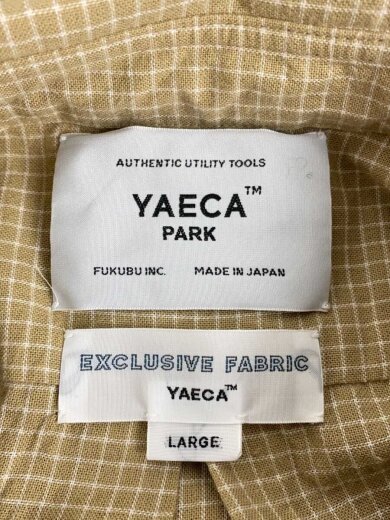 AUTHENTIC UTILITY TOOLS
YAECA™
PARK
FUKUBU INC. MADE IN JAPAN
EXCLUSIVE FABRIC
YAECA™
LARGE